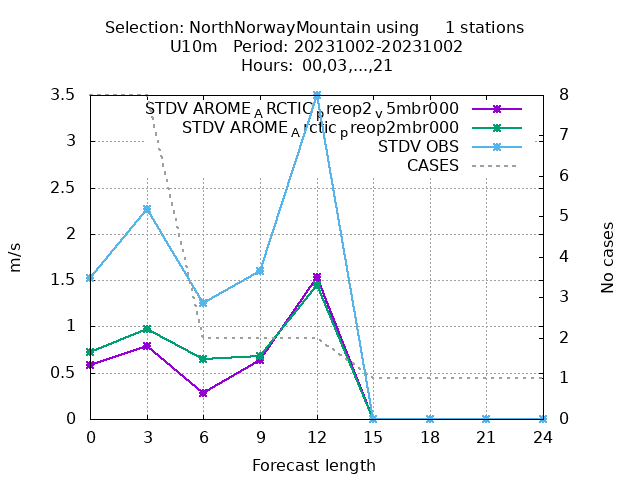 Selection: NorthNorwayMountain using 1 stations
U10m Period: 20231002-20231002
Hours: 00,03,...,21
STDV AROME_ARCTIC_preop2_v5mbr000
STDV AROME_Arctic_preop2mbr000
STDV OBS
CASES
3.5
3
2.5
2
1.5
1
0.5
0
8
7
6
5
4
3
2
1
0
m/s
No cases
0 3 6 9 12 15 18 21 24
Forecast length